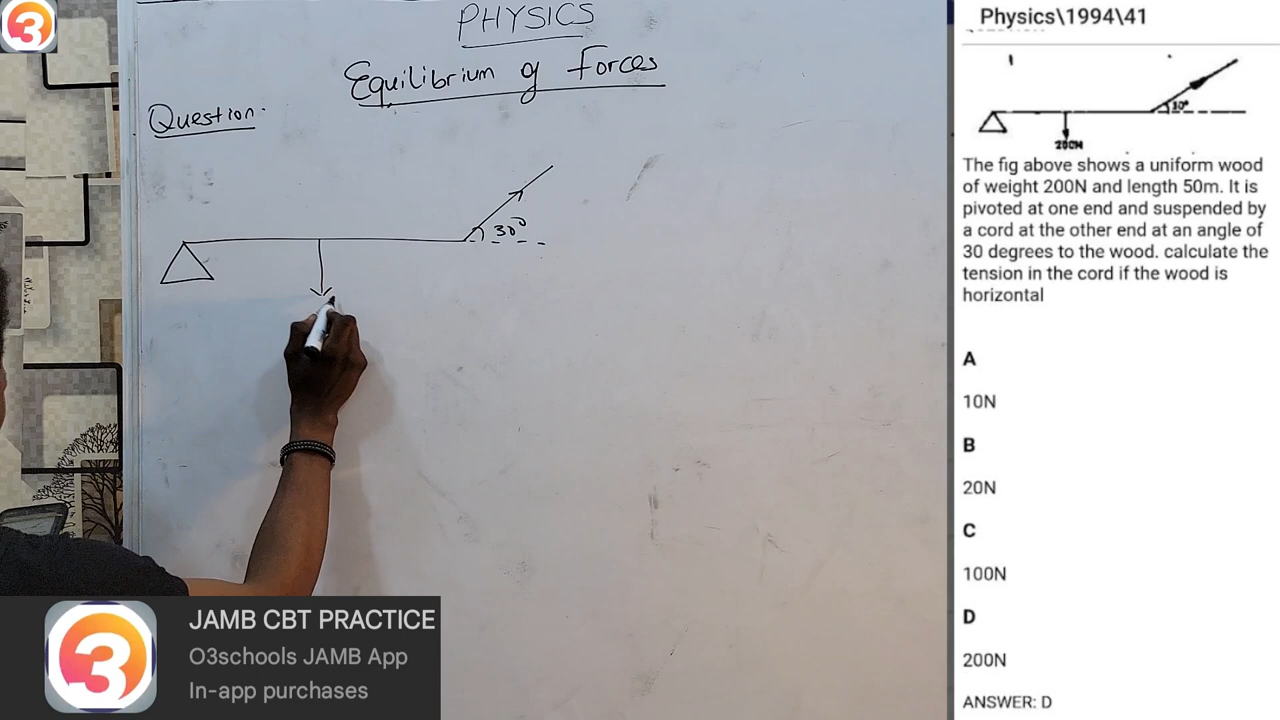 PHYSICS
Equilibrium of Forces
Question:
30°
3
JAMB CBT PRACTICE
O3schools JAMB App
In-app purchases
3
Physics\1994\41
30°
200N
The fig above shows a uniform wood
of weight 200N and length 50m. It is
pivoted at one end and suspended by
a cord at the other end at an angle of
30 degrees to the wood. calculate the
tension in the cord if the wood is
horizontal
A
10N
B
20N
C
100N
D
200N
ANSWER: D